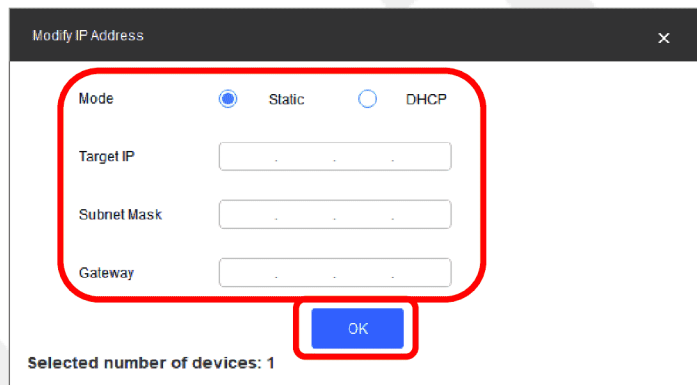 Modify IP Address ×
Mode Static DHCP
Target IP . . .
Subnet Mask . . .
Gateway . . .
OK
Selected number of devices: 1